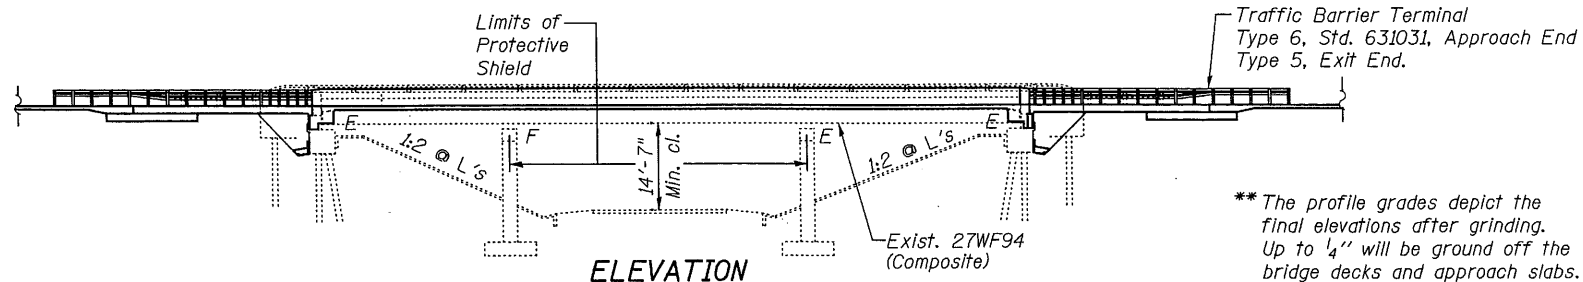 Limits of
Protective
Shield
Traffic Barrier Terminal
Type 6, Std. 631031, Approach End
Type 5, Exit End.
E
F
E
E
1:2 @ L's
14'-7"
Min. cl.
1:2 @ L's
Exist. 27WF94
(Composite)
ELEVATION
** The profile grades depict the
final elevations after grinding.
Up to 1/4" will be ground off the
bridge decks and approach slabs.